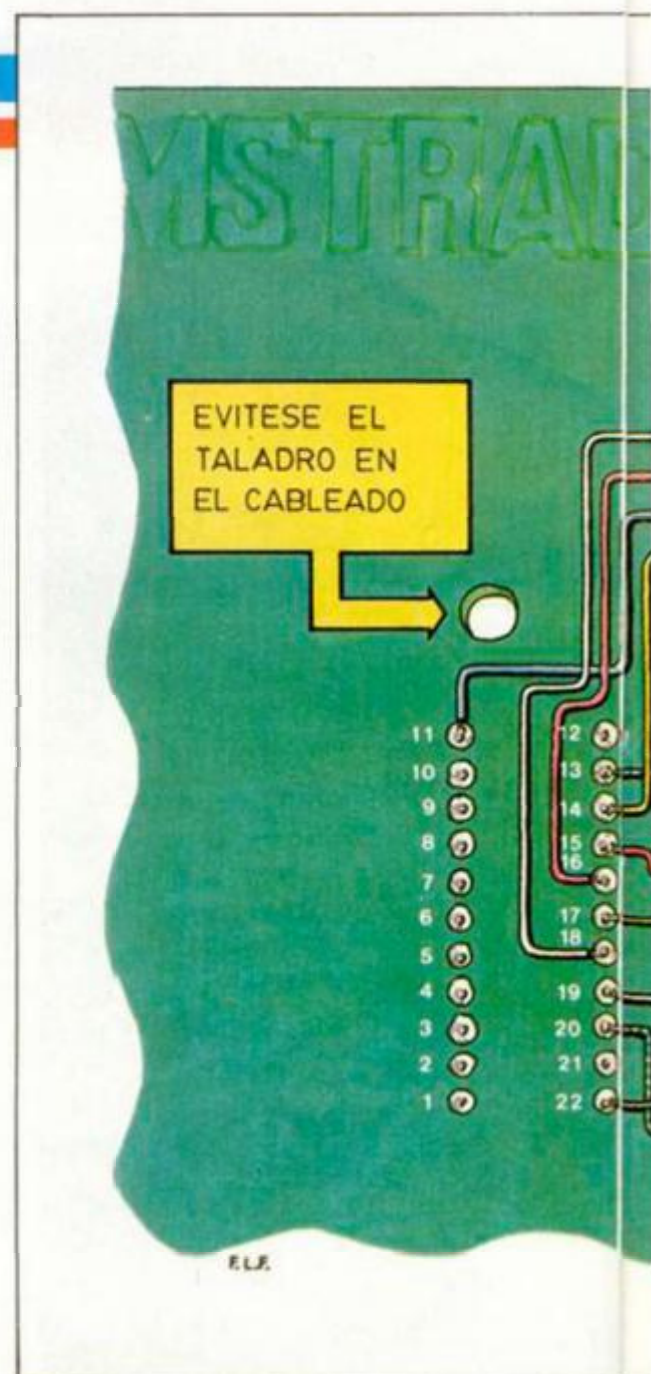 MSTRAD
EVITESE EL
TALADRO EN
EL CABLEADO
11 12
10 13
9 14
8 15
7 16
6 17
5 18
4 19
3 20
2 21
1 22
F.L.F.